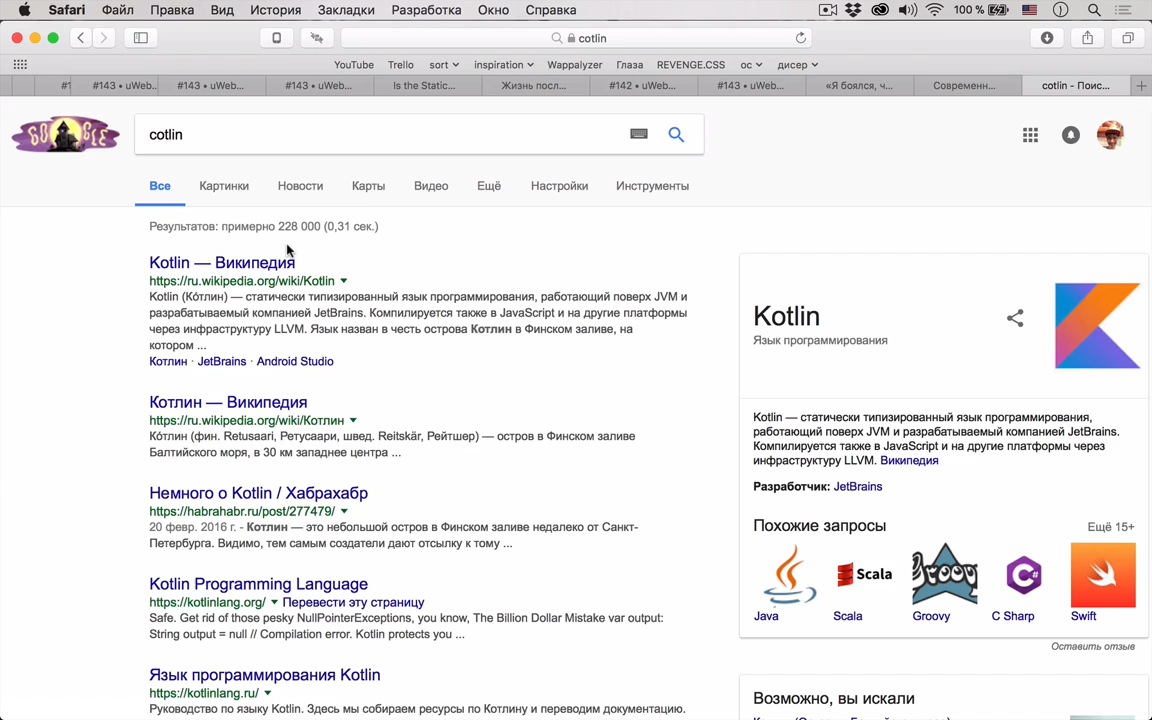 Safari Файл Правка Вид История Закладки Разработка Окно Справка 100 %
cotlin
YouTube Trello sort inspiration Wappalyzer Глаза REVENGE.CSS ос дисер
#1 #143 • uWeb... #143 • uWeb... #143 • uWeb... Is the Static... Жизнь посл... #142 • uWeb... #143 • uWeb... «Я боялся, ч... Современн... cotlin - Поис...
cotlin
Все Картинки Новости Карты Видео Ещё Настройки Инструменты
Результатов: примерно 228 000 (0,31 сек.)
Kotlin — Википедия
https://ru.wikipedia.org/wiki/Kotlin
Kotlin (Ко́тлин) — статически типизированный язык программирования, работающий поверх JVM и
разрабатываемый компанией JetBrains. Компилируется также в JavaScript и на другие платформы
через инфраструктуру LLVM. Язык назван в честь острова Котлин в Финском заливе, на
котором ...
Котлин · JetBrains · Android Studio
Котлин — Википедия
https://ru.wikipedia.org/wiki/Котлин
Ко́тлин (фин. Retusaari, Ретусаари, швед. Reitskär, Рейтшер) — остров в Финском заливе
Балтийского моря, в 30 км западнее центра ...
Немного о Kotlin / Хабрахабр
https://habrahabr.ru/post/277479/
20 февр. 2016 г. - Котлин — это небольшой остров в Финском заливе недалеко от Санкт-
Петербурга. Видимо, тем самым создатели дают отсылку к тому ...
Kotlin Programming Language
https://kotlinlang.org/ Перевести эту страницу
Safe. Get rid of those pesky NullPointerExceptions, you know, The Billion Dollar Mistake var output:
String output = null // Compilation error. Kotlin protects you ...
Язык программирования Kotlin
https://kotlinlang.ru/
Руководство по языку Kotlin. Здесь мы собираем ресурсы по Котлину и переводим документацию.
Kotlin
Язык программирования
Kotlin — статически типизированный язык программирования,
работающий поверх JVM и разрабатываемый компанией JetBrains.
Компилируется также в JavaScript и на другие платформы через
инфраструктуру LLVM. Википедия
Разработчик: JetBrains
Похожие запросы Ещё 15+
Scala
Java Scala Groovy C Sharp Swift
Оставить отзыв
Возможно, вы искали